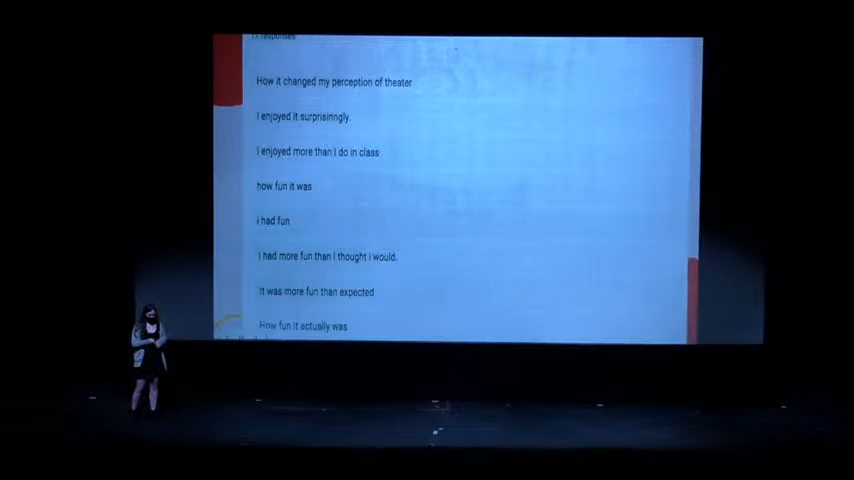 responses
How it changed my perception of theater
I enjoyed it surprisinngly.
I enjoyed more than I do in class
how fun it was
i had fun
I had more fun than I thought I would.
It was more fun than expected
How fun it actually was